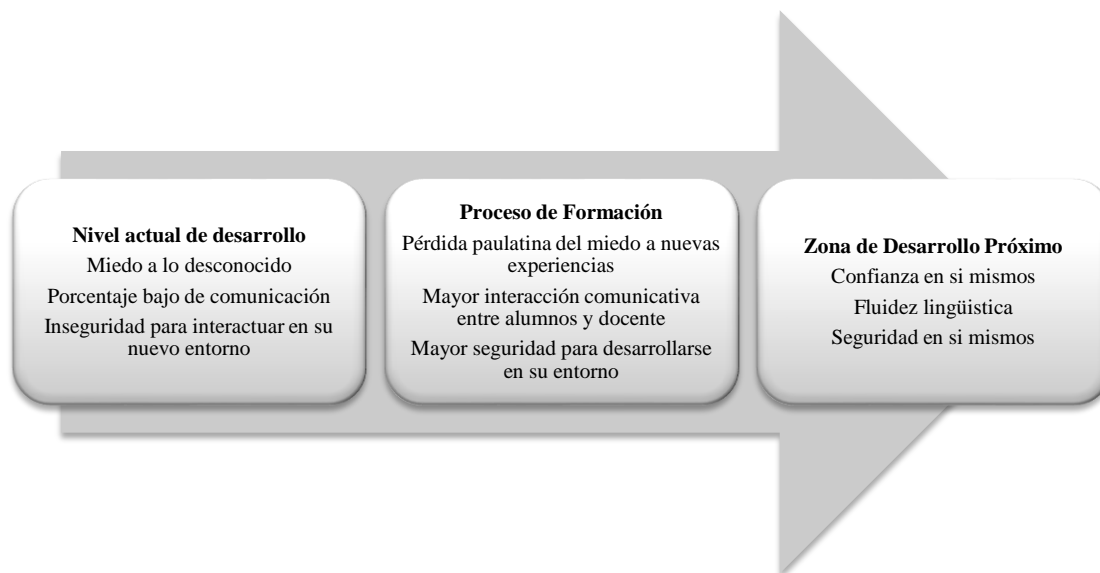 Nivel actual de desarrollo
Miedo a lo desconocido
Porcentaje bajo de comunicación
Inseguridad para interactuar en su
nuevo entorno
Proceso de Formación
Pérdida paulatina del miedo a nuevas
experiencias
Mayor interacción comunicativa
entre alumnos y docente
Mayor seguridad para desarrollarse
en su entorno
Zona de Desarrollo Próximo
Confianza en si mismos
Fluidez lingüistica
Seguridad en si mismos